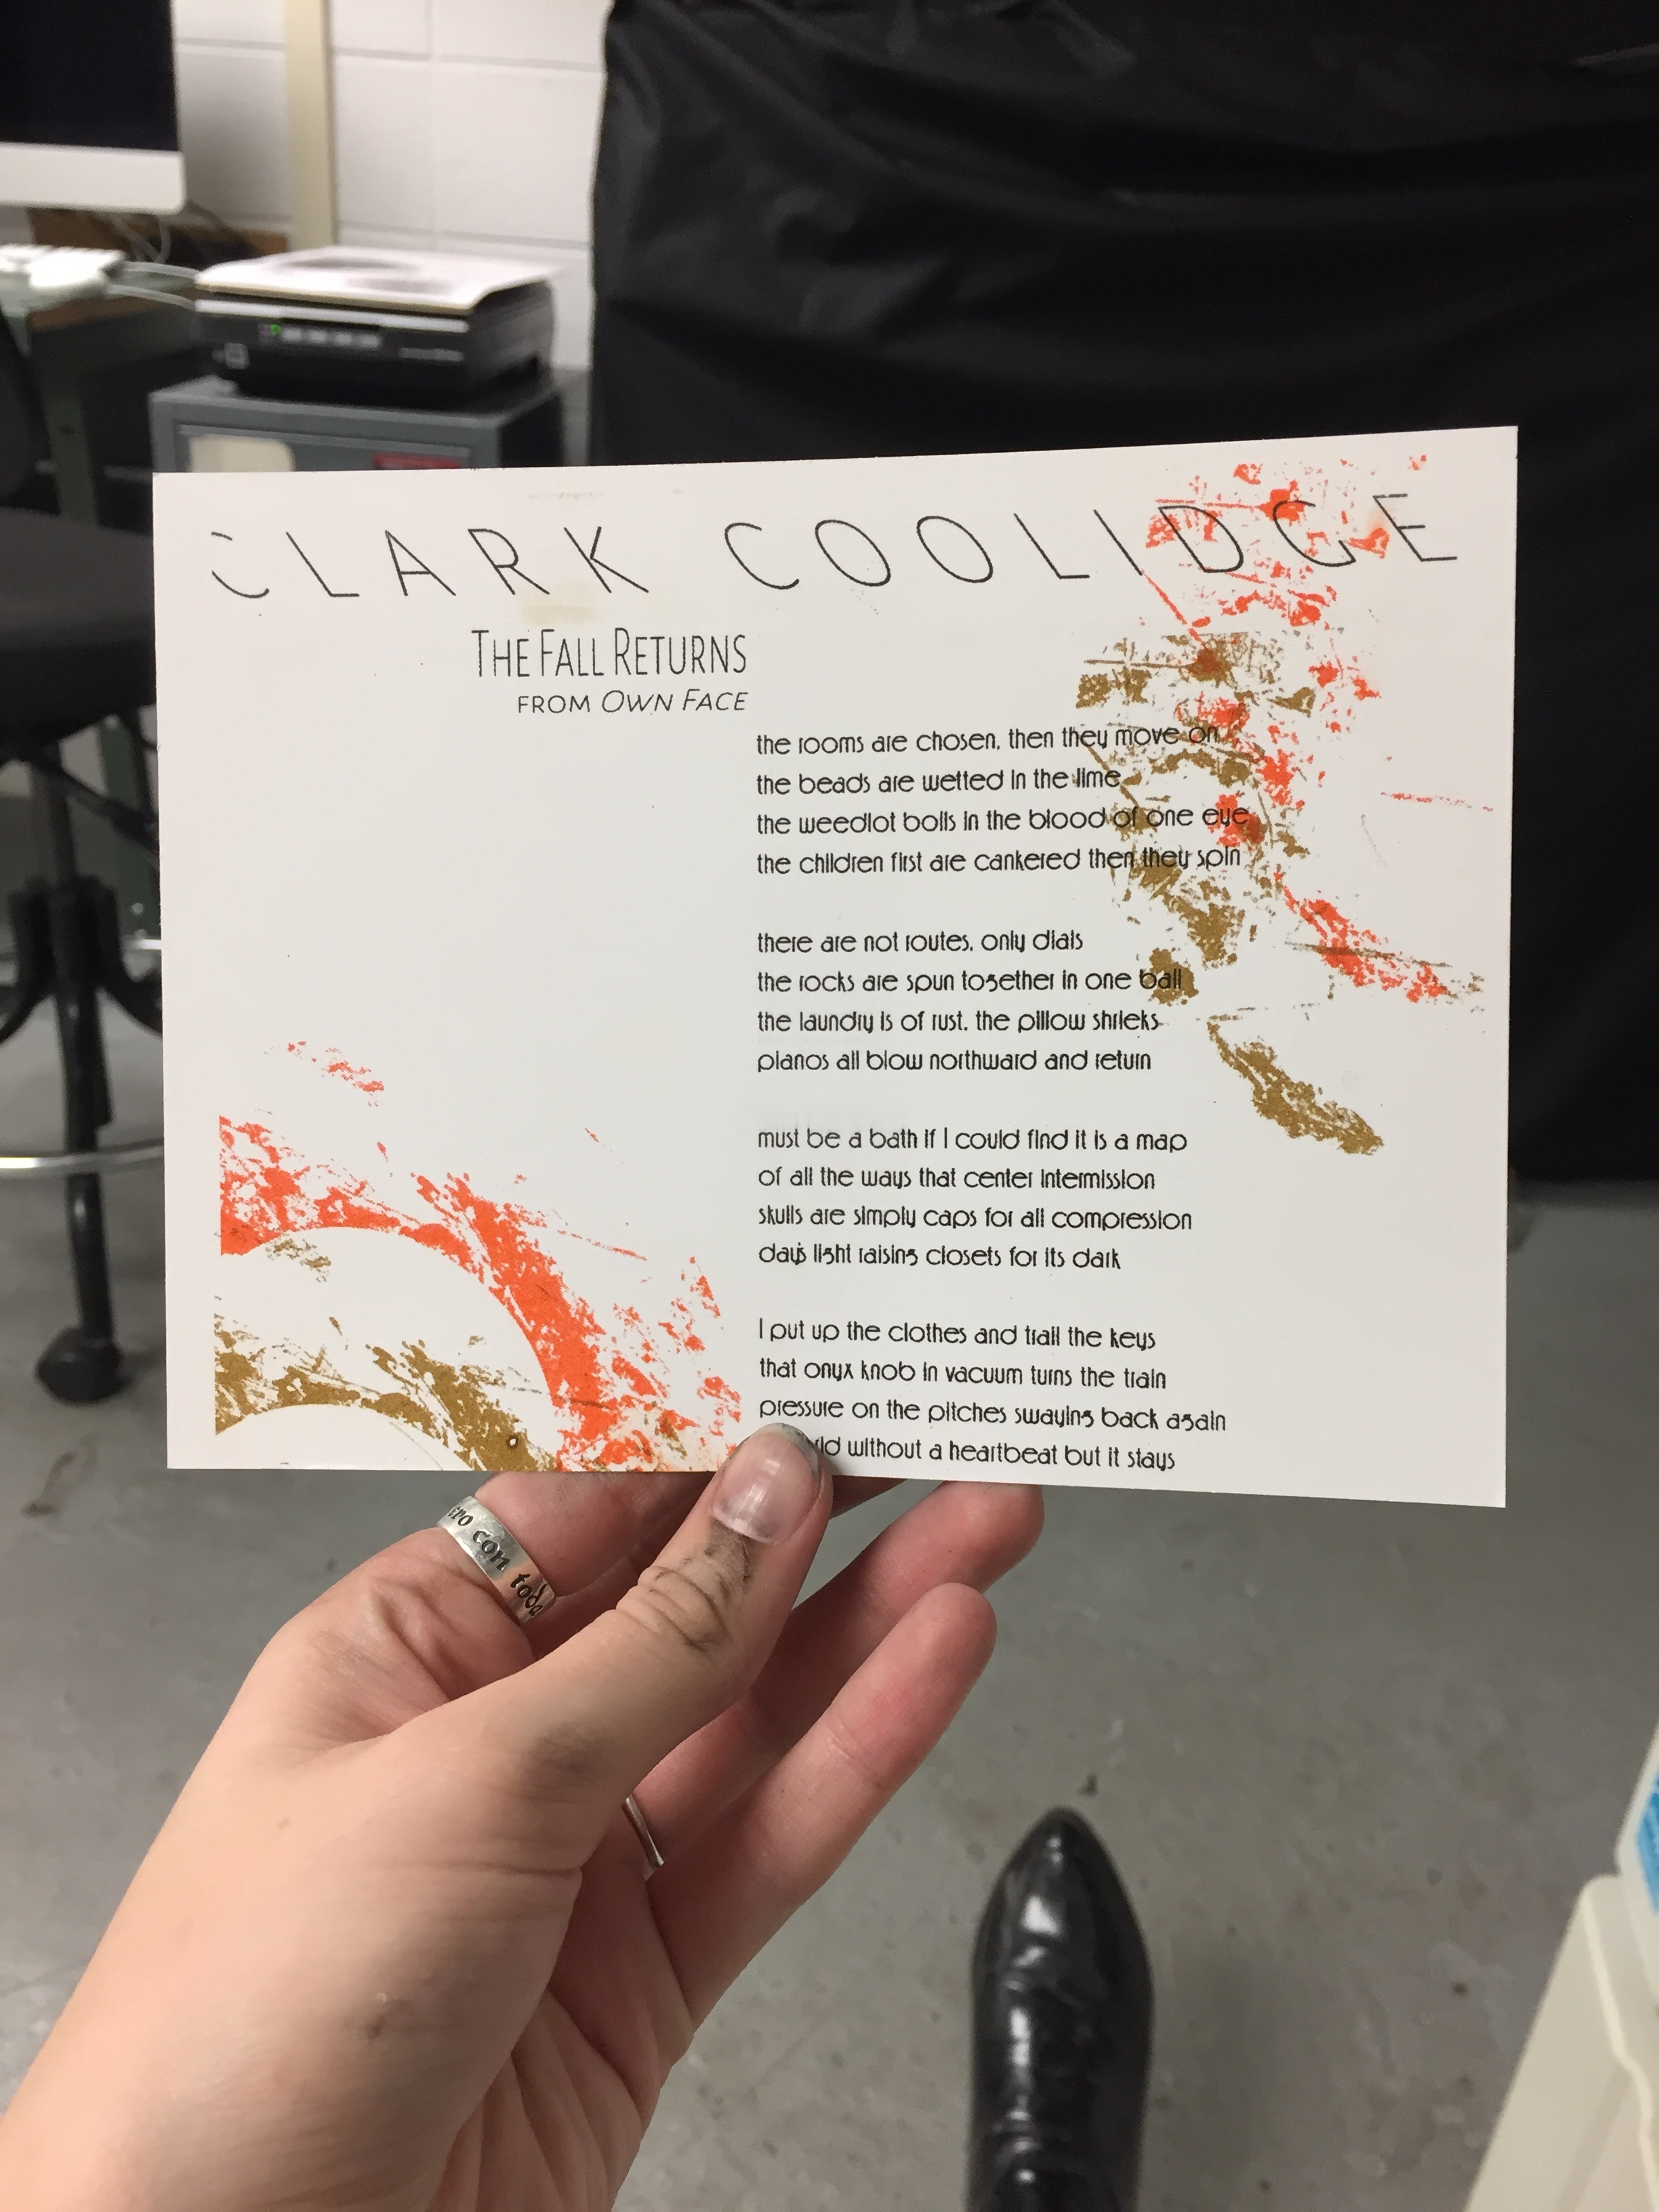 CLARK COOLIDGE
THE FALL RETURNS
FROM OWN FACE
the rooms are chosen, then they move on
the beads are wetted in the lime
the weedlot bolls in the blood of one eye
the children first are cankered then they spin
there are not routes, only dials
the rocks are spun together in one ball
the laundry is of rust, the pillow shrieks
pianos all blow northward and return
must be a bath if I could find it is a map
of all the ways that center intermission
skulls are simply caps for all compression
day's light raising closets for its dark
I put up the clothes and trail the keys
that onyx knob in vacuum turns the train
pressure on the pitches swaying back again
without a heartbeat but it stays
con toda